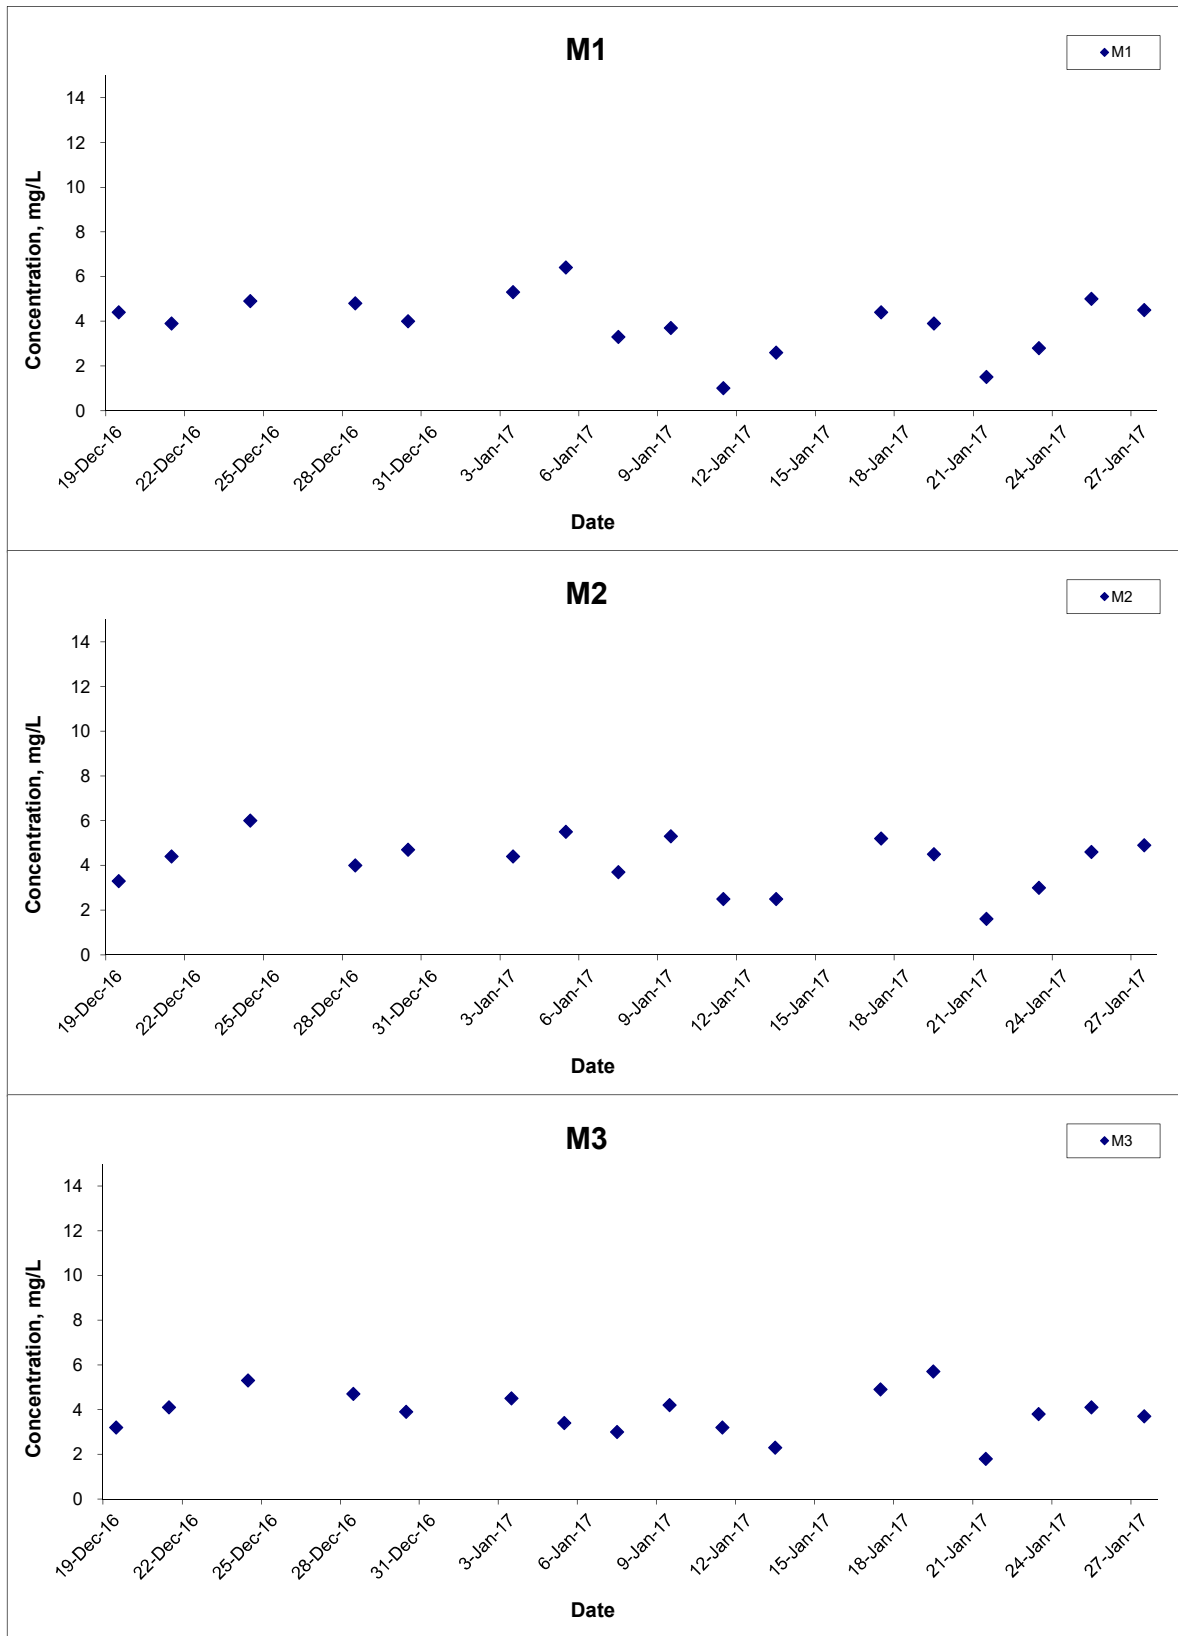 M1
M1
14
12
10
8
6
4
2
0
Concentration, mg/L
19-Dec-16
22-Dec-16
25-Dec-16
28-Dec-16
31-Dec-16
3-Jan-17
6-Jan-17
9-Jan-17
12-Jan-17
15-Jan-17
18-Jan-17
21-Jan-17
24-Jan-17
27-Jan-17
Date
M2
M2
14
12
10
8
6
4
2
0
Concentration, mg/L
19-Dec-16
22-Dec-16
25-Dec-16
28-Dec-16
31-Dec-16
3-Jan-17
6-Jan-17
9-Jan-17
12-Jan-17
15-Jan-17
18-Jan-17
21-Jan-17
24-Jan-17
27-Jan-17
Date
M3
M3
14
12
10
8
6
4
2
0
Concentration, mg/L
19-Dec-16
22-Dec-16
25-Dec-16
28-Dec-16
31-Dec-16
3-Jan-17
6-Jan-17
9-Jan-17
12-Jan-17
15-Jan-17
18-Jan-17
21-Jan-17
24-Jan-17
27-Jan-17
Date